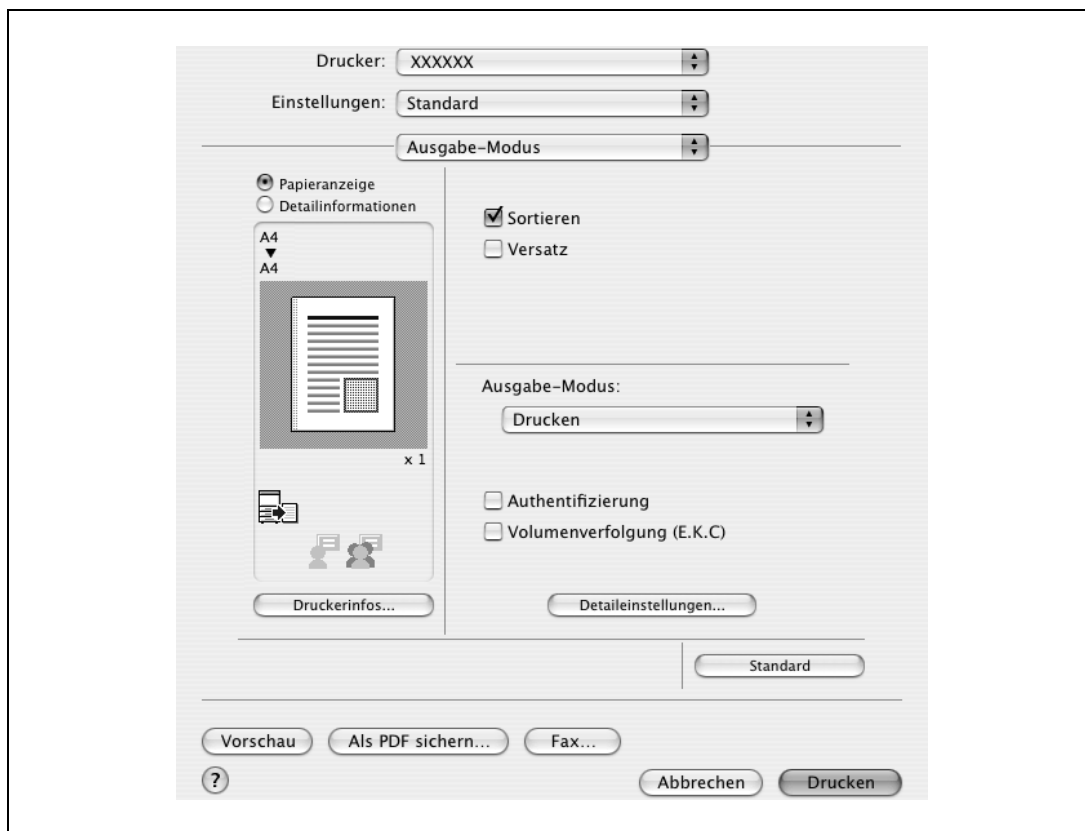 Drucker: XXXXXX
Einstellungen: Standard
Ausgabe-Modus
Papieranzeige
Detailinformationen
A4
A4
x 1
Druckerinfos...
Sortieren
Versatz
Ausgabe-Modus:
Drucken
Authentifizierung
Volumenverfolgung (E.K.C)
Detaileinstellungen...
Standard
Vorschau Als PDF sichern... Fax...
? Abbrechen Drucken